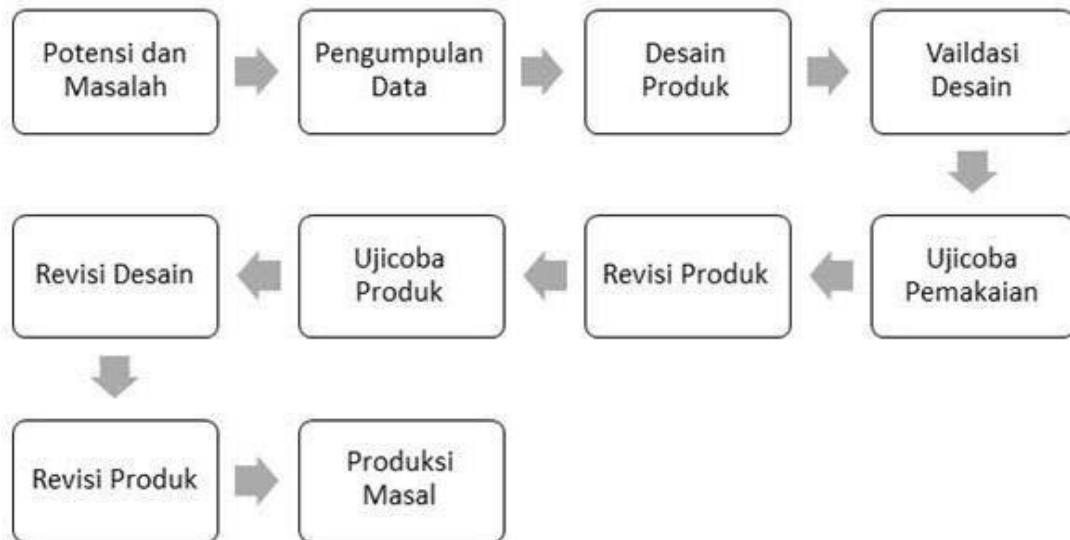 Potensi dan
Masalah
Pengumpulan
Data
Desain
Produk
Vaildasi
Desain
Ujicoba
Pemakaian
Revisi Produk
Ujicoba
Produk
Revisi Desain
Revisi Produk
Produksi
Masal